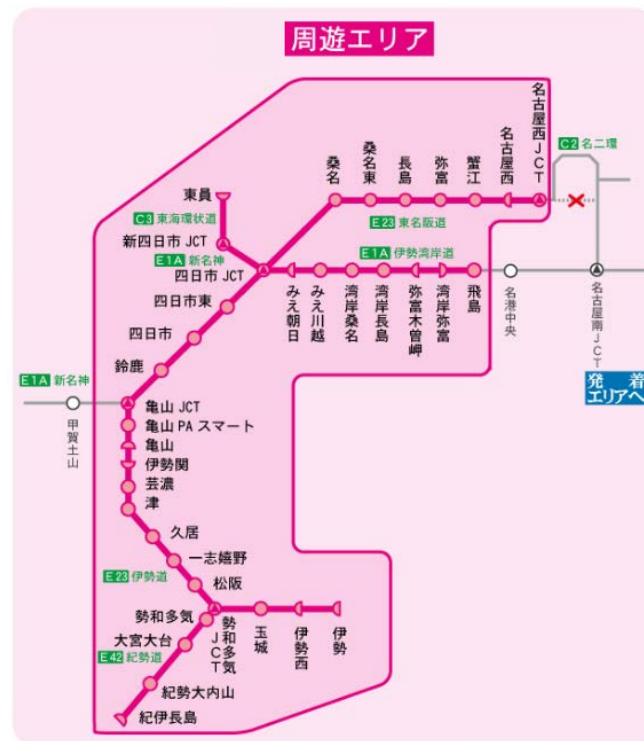 周遊エリア
名古屋西JCT
C2 名二環
桑名
桑名東
長島
弥富
蟹江
名古屋西
東員
C3 東海環状道
E23 東名阪道
新四日市 JCT
E1A 新名神
E1A 伊勢湾岸道
四日市 JCT
四日市東
みえ朝日
みえ川越
湾岸桑名
湾岸長島
弥富木曽岬
湾岸弥富
飛島
名港中央
名古屋南JCT
四日市
鈴鹿
E1A 新名神
発着
エリアへ
亀山 JCT
甲賀土山
亀山 PA スマート
亀山
伊勢関
芸濃
津
久居
一志嬉野
E23 伊勢道
松阪
勢和多気
勢和多気JCT
玉城
伊勢西
伊勢
大宮大台
E42 紀勢道
紀勢大内山
紀伊長島